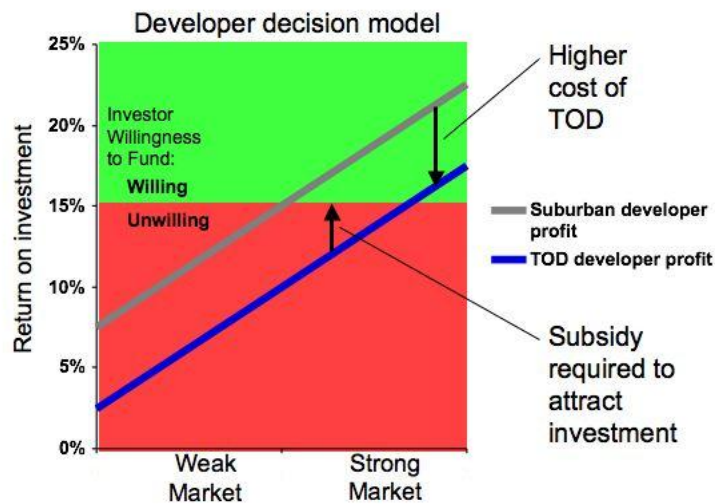 Developer decision model
25%
20%
15%
10%
5%
0%
Return on investment
Investor
Willingness
to Fund:
Willing
Unwilling
Weak
Market
Strong
Market
Higher
cost of
TOD
Suburban developer
profit
TOD developer profit
Subsidy
required to
attract
investment